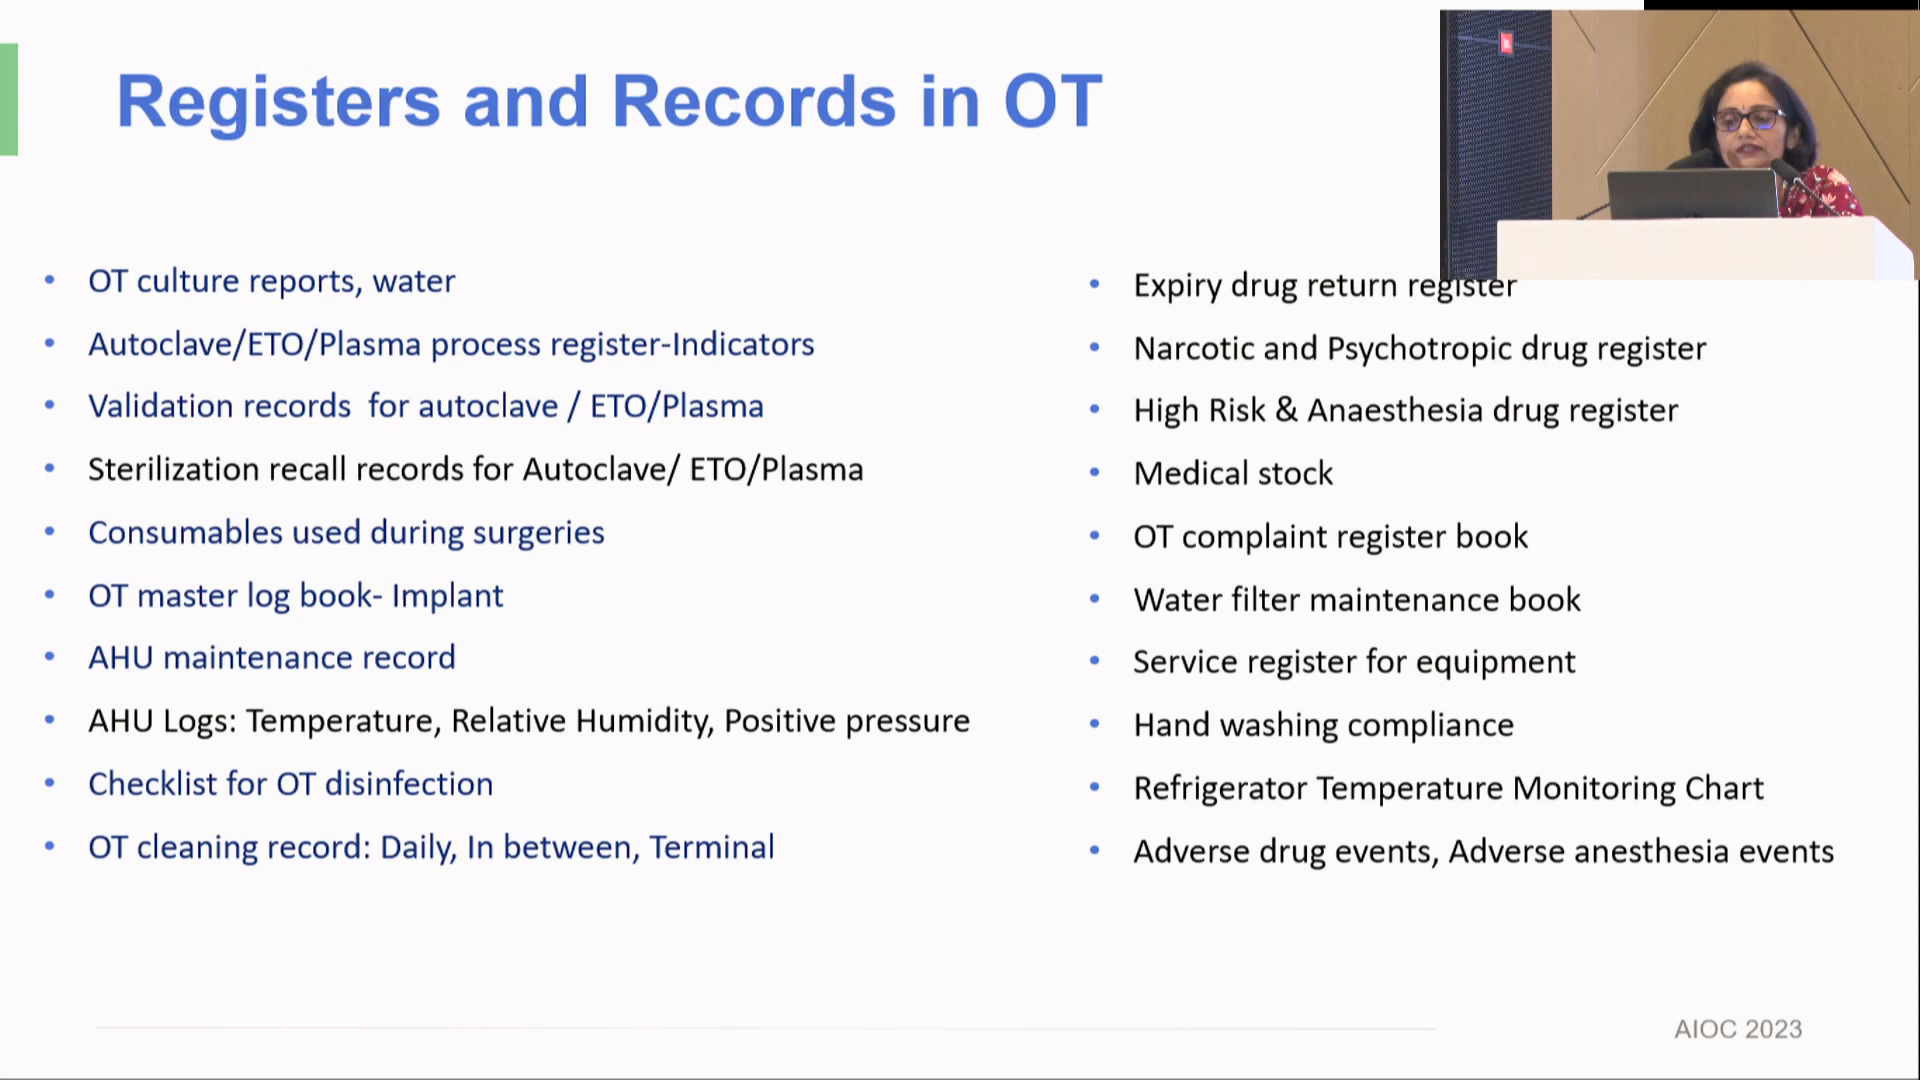 Registers and Records in OT
• OT culture reports, water
• Autoclave/ETO/Plasma process register-Indicators
• Validation records for autoclave / ETO/Plasma
• Sterilization recall records for Autoclave/ ETO/Plasma
• Consumables used during surgeries
• OT master log book- Implant
• AHU maintenance record
• AHU Logs: Temperature, Relative Humidity, Positive pressure
• Checklist for OT disinfection
• OT cleaning record: Daily, In between, Terminal
• Expiry drug return register
• Narcotic and Psychotropic drug register
• High Risk & Anaesthesia drug register
• Medical stock
• OT complaint register book
• Water filter maintenance book
• Service register for equipment
• Hand washing compliance
• Refrigerator Temperature Monitoring Chart
• Adverse drug events, Adverse anesthesia events
AIOC 2023